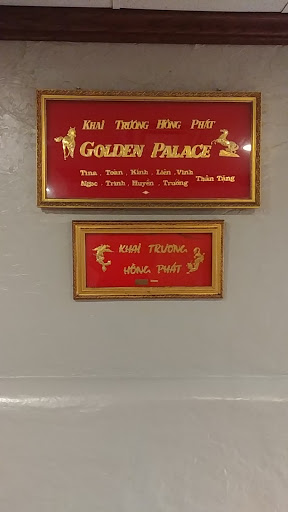 KHAI TRƯƠNG HỒNG PHÁT
GOLDEN PALACE
Tina . Toàn . Kinh . Liên . Vinh
Ngọc . Trinh . Huyền . Trường Thân Tặng
KHAI TRƯƠNG
HỒNG PHÁT